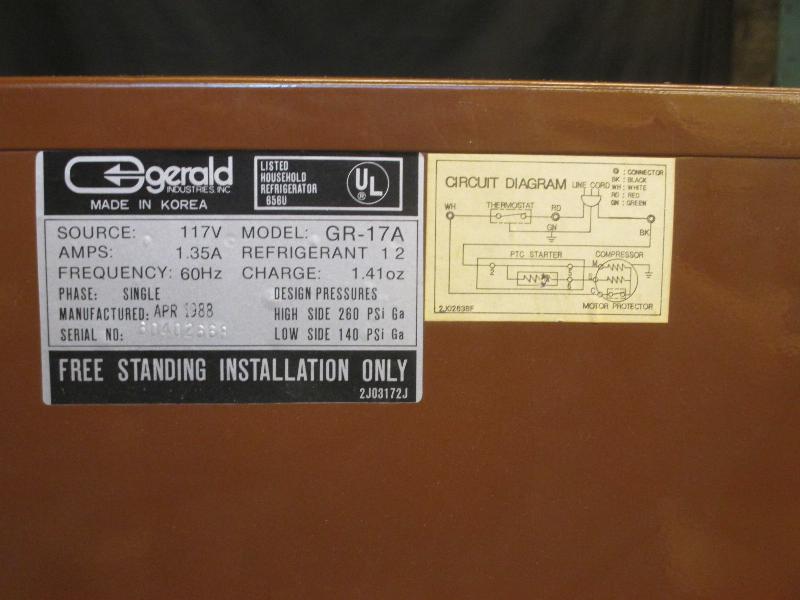 gerald
INDUSTRIES, INC
MADE IN KOREA
LISTED
HOUSEHOLD
REFRIGERATOR
656U
UL
SOURCE: 117V MODEL: GR-17A
AMPS: 1.35A REFRIGERANT 12
FREQUENCY: 60Hz CHARGE: 1.41oz
PHASE: SINGLE DESIGN PRESSURES
MANUFACTURED: APR 1988 HIGH SIDE 260 PSi Ga
SERIAL NO: LOW SIDE 140 PSi Ga
FREE STANDING INSTALLATION ONLY
2J03172J
CIRCUIT DIAGRAM
LINE CORD
: CONNECTOR
BK : BLACK
WH : WHITE
RD : RED
GN : GREEN
WH
THERMOSTAT
RD
GN
BK
PTC STARTER
COMPRESSOR
M
S
C
MOTOR PROTECTOR
2J02638F